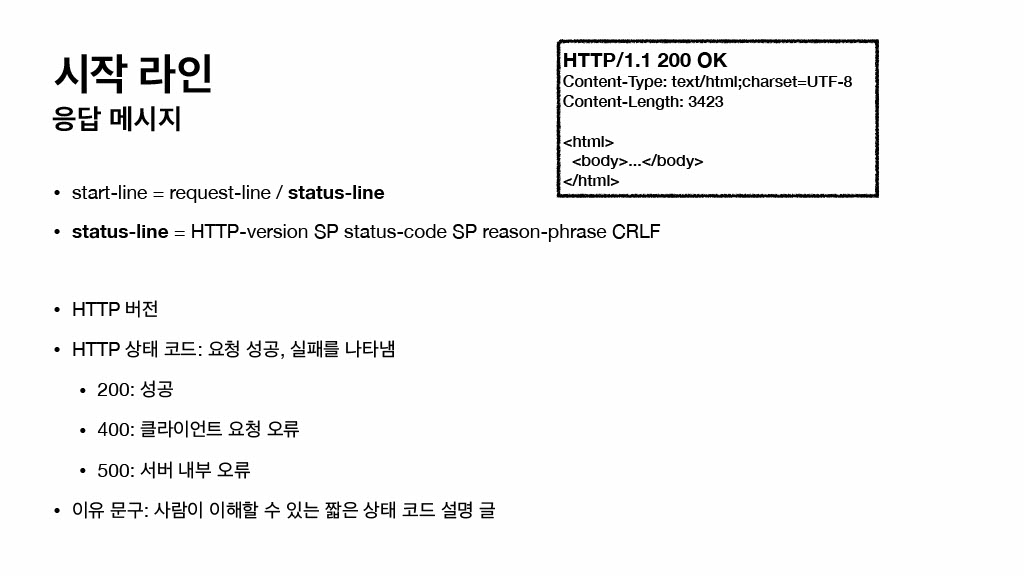 시작 라인
응답 메시지
HTTP/1.1 200 OK
Content-Type: text/html;charset=UTF-8
Content-Length: 3423
<html>
<body>...</body>
</html>
• start-line = request-line / status-line
• status-line = HTTP-version SP status-code SP reason-phrase CRLF
• HTTP 버전
• HTTP 상태 코드: 요청 성공, 실패를 나타냄
• 200: 성공
• 400: 클라이언트 요청 오류
• 500: 서버 내부 오류
• 이유 문구: 사람이 이해할 수 있는 짧은 상태 코드 설명 글